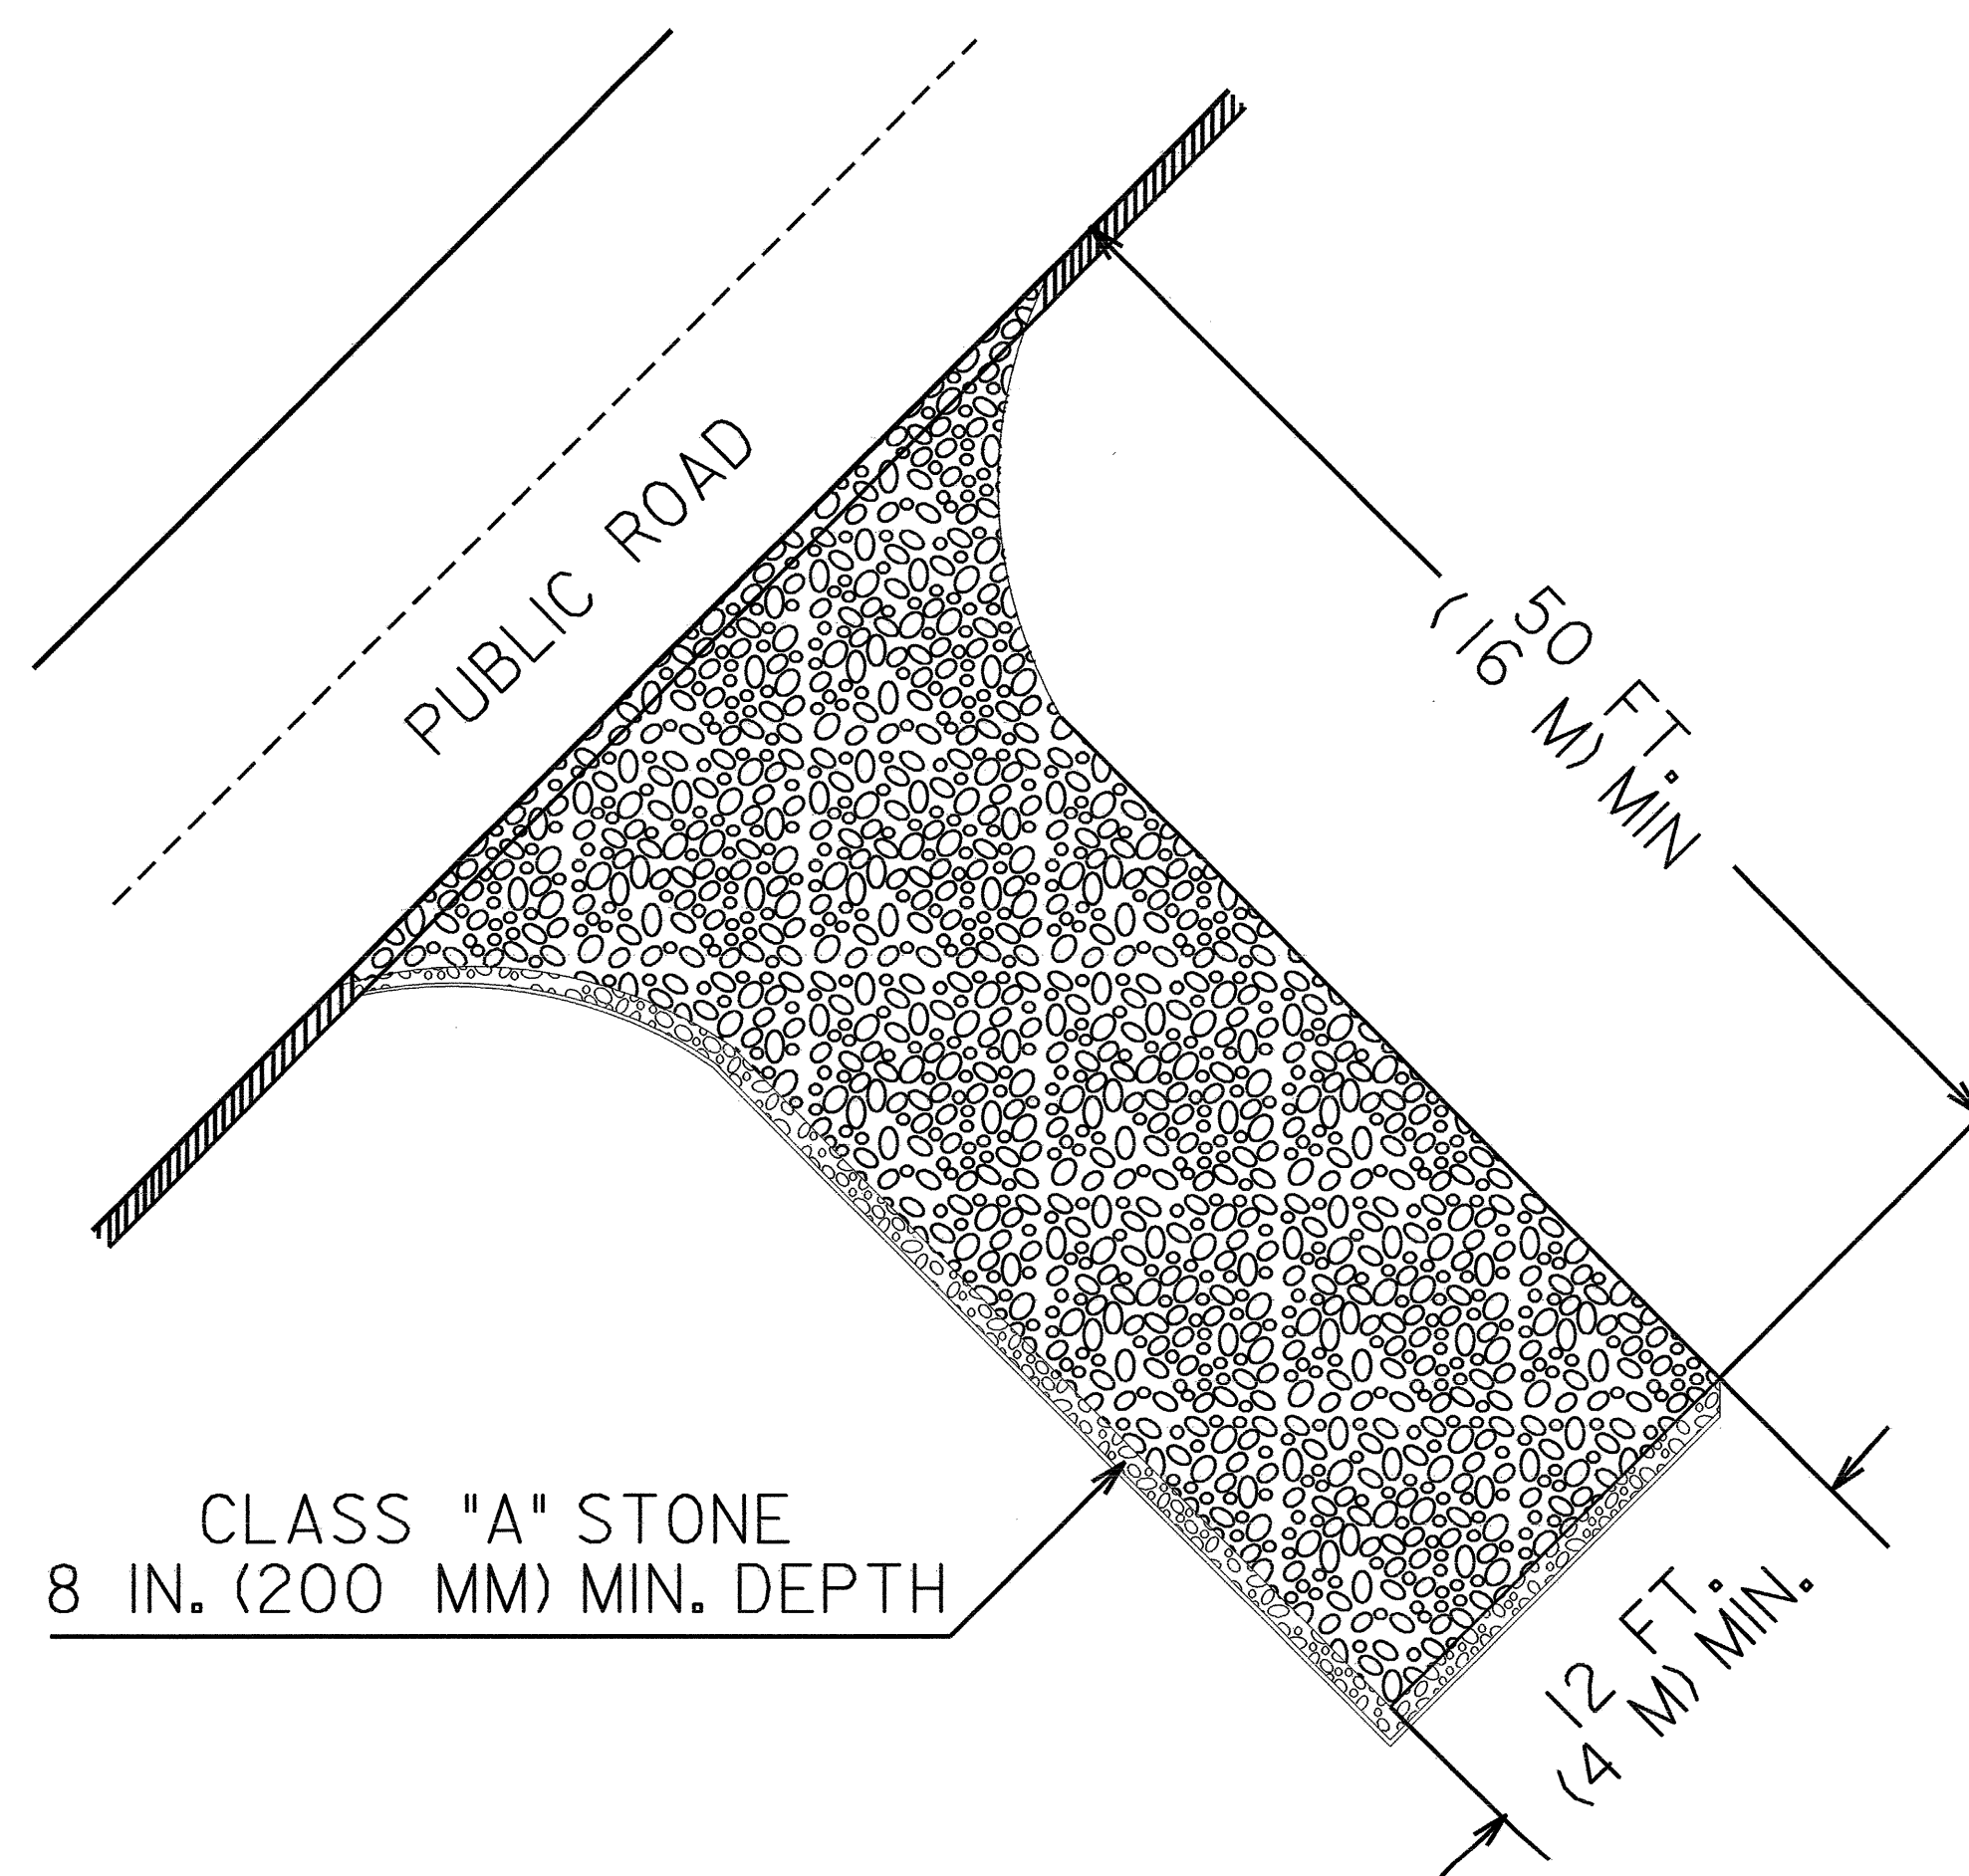 PUBLIC ROAD
50 FT.
(16 M) MIN
CLASS "A" STONE
8 IN. (200 MM) MIN. DEPTH
12 FT.
(4 M) MIN.